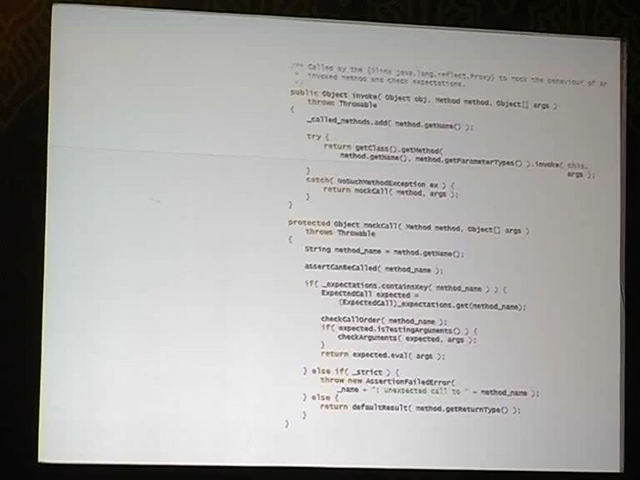 /** Called by the {@link java.lang.reflect.Proxy} to mock the behaviour of an
 * invoked method and check expectations.
 */
public Object invoke( Object obj, Method method, Object[] args )
throws Throwable
{
_called_methods.add( method.getName() );
try {
return getClass().getMethod(
method.getName(), method.getParameterTypes() ).invoke( this,
args );
}
catch( NoSuchMethodException ex ) {
return mockCall( method, args );
}
}
protected Object mockCall( Method method, Object[] args )
throws Throwable
{
String method_name = method.getName();
assertCanBeCalled( method_name );
if( _expectations.containsKey( method_name ) ) {
ExpectedCall expected =
(ExpectedCall)_expectations.get(method_name);
checkCallOrder( method_name );
if( expected.isTestingArguments() ) {
checkArguments( expected, args );
}
return expected.eval( args );
} else if( _strict ) {
throw new AssertionFailedError(
_name + ": unexpected call to " + method_name );
} else {
return defaultResult( method.getReturnType() );
}
}